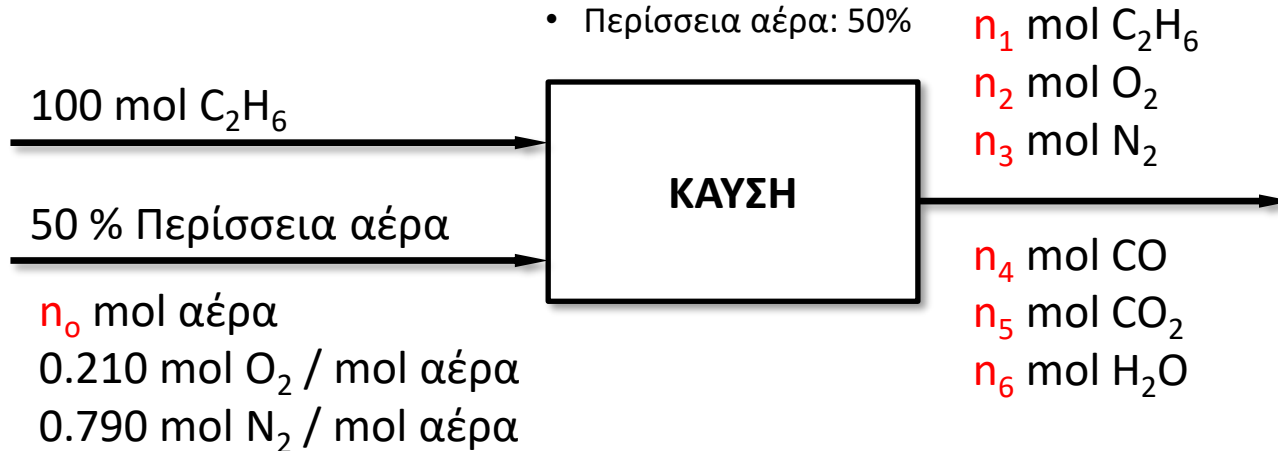 • Περίσσεια αέρα: 50%
100 mol C₂H₆
50 % Περίσσεια αέρα
nₒ mol αέρα
0.210 mol O₂ / mol αέρα
0.790 mol N₂ / mol αέρα
ΚΑΥΣΗ
n₁ mol C₂H₆
n₂ mol O₂
n₃ mol N₂
n₄ mol CO
n₅ mol CO₂
n₆ mol H₂O